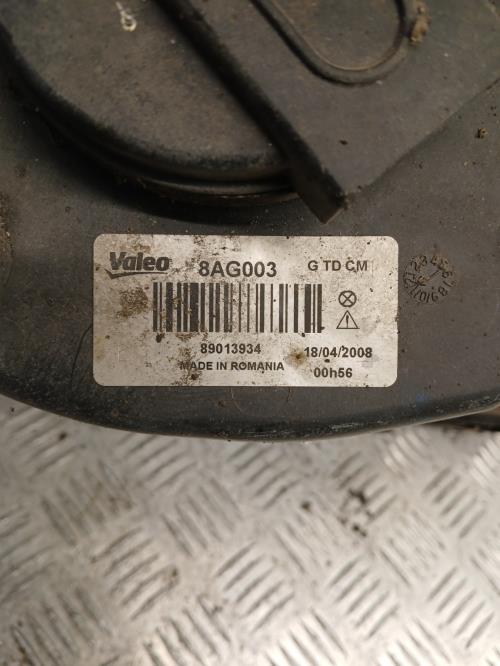 Valeo 8AG003 G TD CM
89013934 18/04/2008
MADE IN ROMANIA 00h56